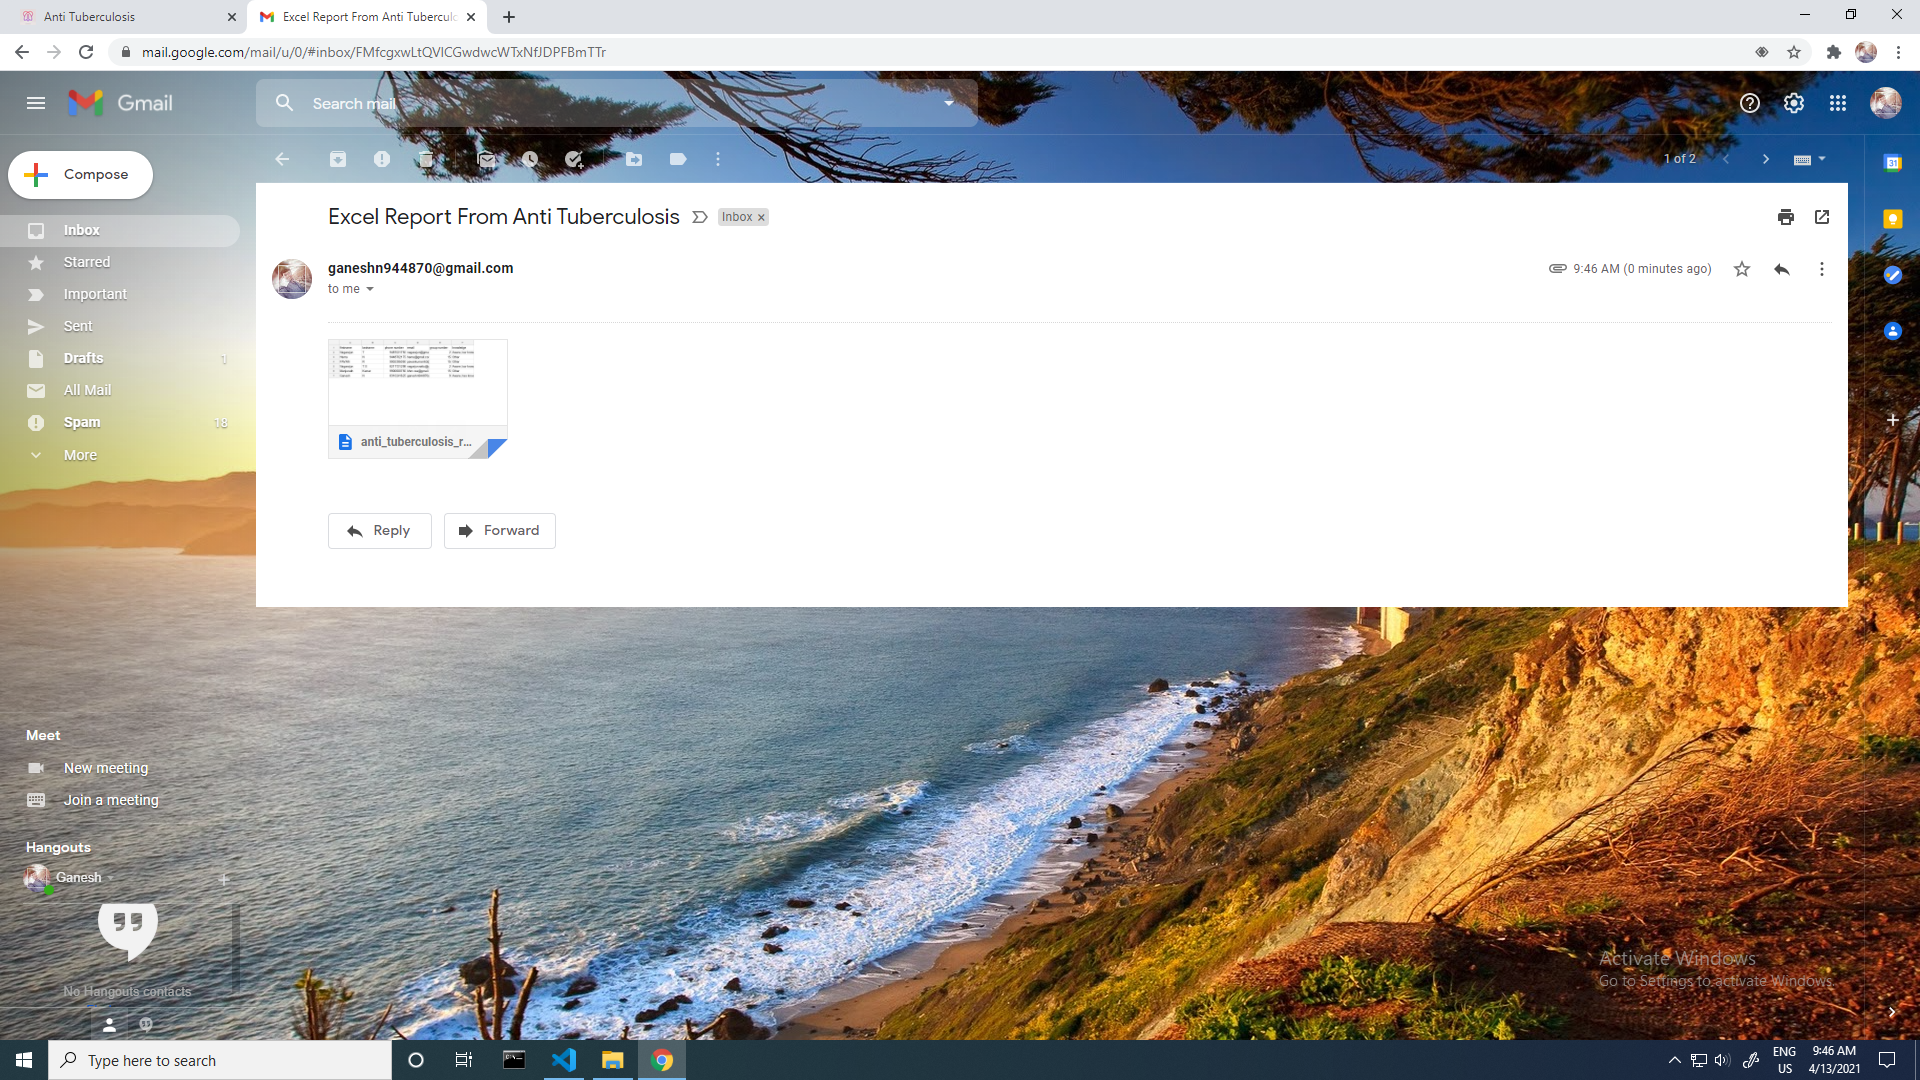 Anti Tuberculosis
Excel Report From Anti Tuberculo
mail.google.com/mail/u/0/#inbox/FMfcgxwLtQVlCGwdwcWTxNfJDPFBmTTr
Gmail
Search mail
Compose
1 of 2
31
Inbox
Starred
Important
Sent
Drafts 1
All Mail
Spam 18
More
Excel Report From Anti Tuberculosis
Inbox ×
ganeshn944870@gmail.com
9:46 AM (0 minutes ago)
to me
anti_tuberculosis_r...
Reply
Forward
Meet
New meeting
Join a meeting
Hangouts
Ganesh
No Hangouts contacts
Activate Windows
Go to Settings to activate Windows.
Type here to search
ENG
US
9:46 AM
4/13/2021